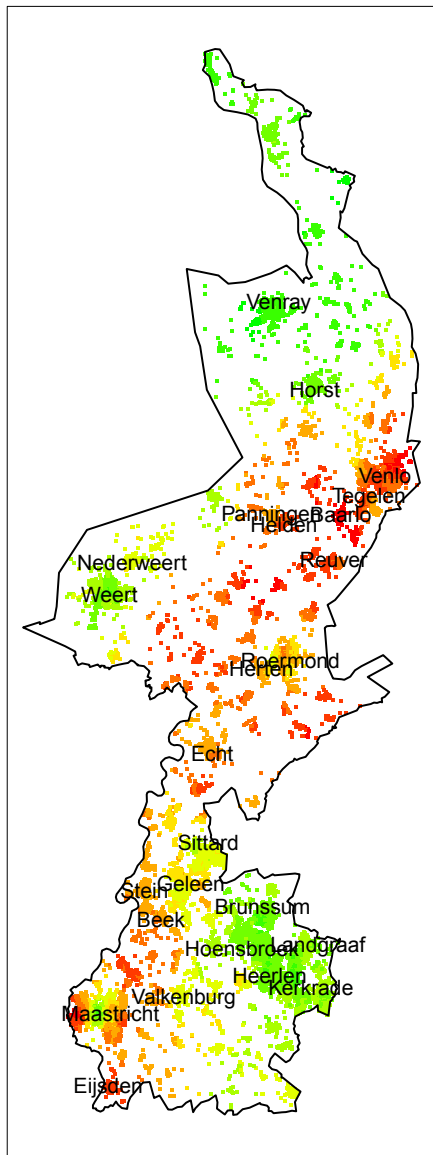 Venray
Horst
Venlo
Tegelen
Panningen
Baarlo
Helden
Reuver
Nederweert
Weert
Roermond
Herten
Echt
Sittard
Geleen
Stein
Brunssum
Beek
Landgraaf
Hoensbroek
Heerlen
Kerkrade
Valkenburg
Maastricht
Eijsden